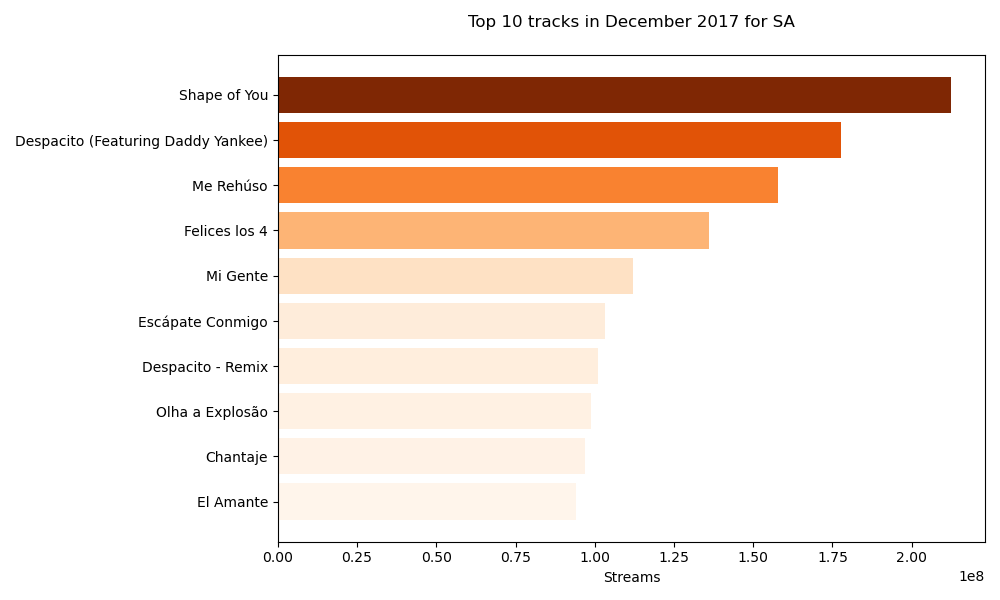 Top 10 tracks in December 2017 for SA
Shape of You
Despacito (Featuring Daddy Yankee)
Me Rehúso
Felices los 4
Mi Gente
Escápate Conmigo
Despacito - Remix
Olha a Explosão
Chantaje
El Amante
0.00 0.25 0.50 0.75 1.00 1.25 1.50 1.75 2.00
1e8
Streams